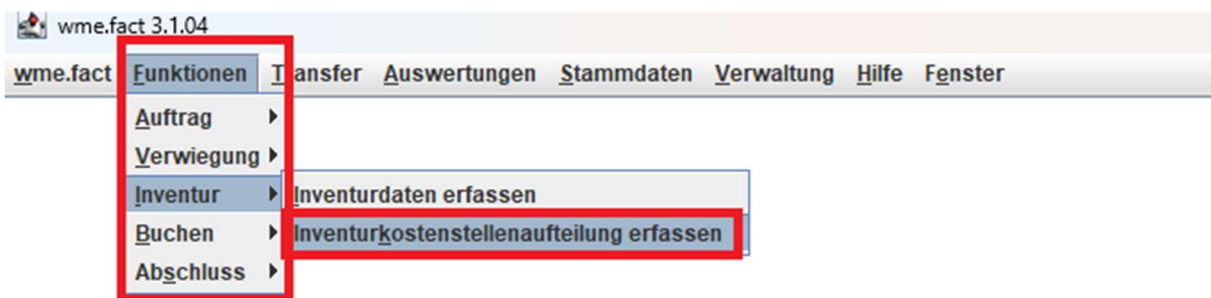 wme.fact 3.1.04
wme.fact Funktionen Transfer Auswertungen Stammdaten Verwaltung Hilfe Fenster
Auftrag
Verwiegung
Inventur
Inventurdaten erfassen
Buchen
Inventurkostenstellenaufteilung erfassen
Abschluss